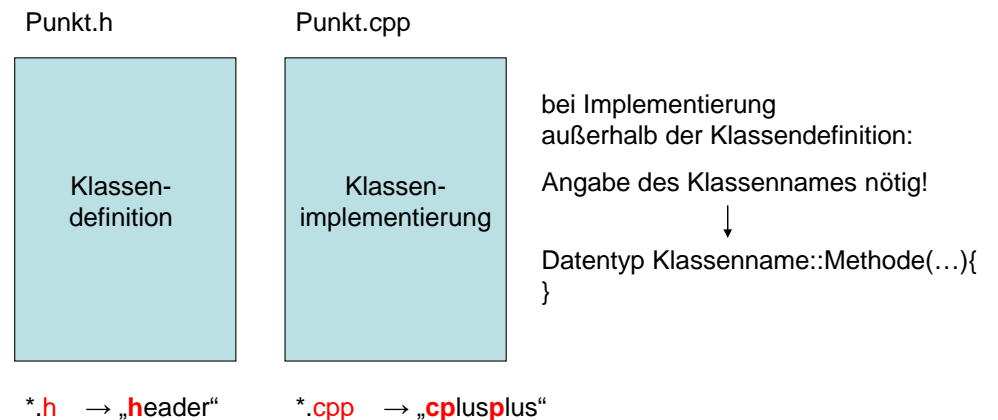 Punkt.h
Punkt.cpp
Klassen-
definition
Klassen-
implementierung
bei Implementierung
außerhalb der Klassendefinition:
Angabe des Klassennames nötig!
Datentyp Klassenname::Methode(…){
}
*.h → „header“
*.cpp → „cplusplus“